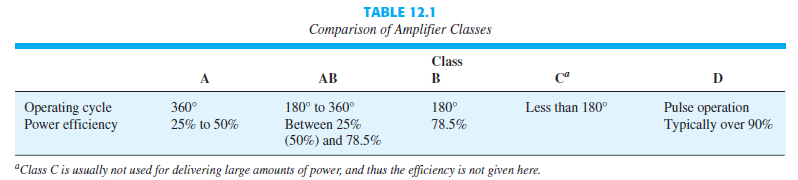 TABLE 12.1
Comparison of Amplifier Classes
Class
A AB B Cᵃ D
Operating cycle 360° 180° to 360° 180° Less than 180° Pulse operation
Power efficiency 25% to 50% Between 25% 78.5% Typically over 90%
(50%) and 78.5%
ᵃClass C is usually not used for delivering large amounts of power, and thus the efficiency is not given here.